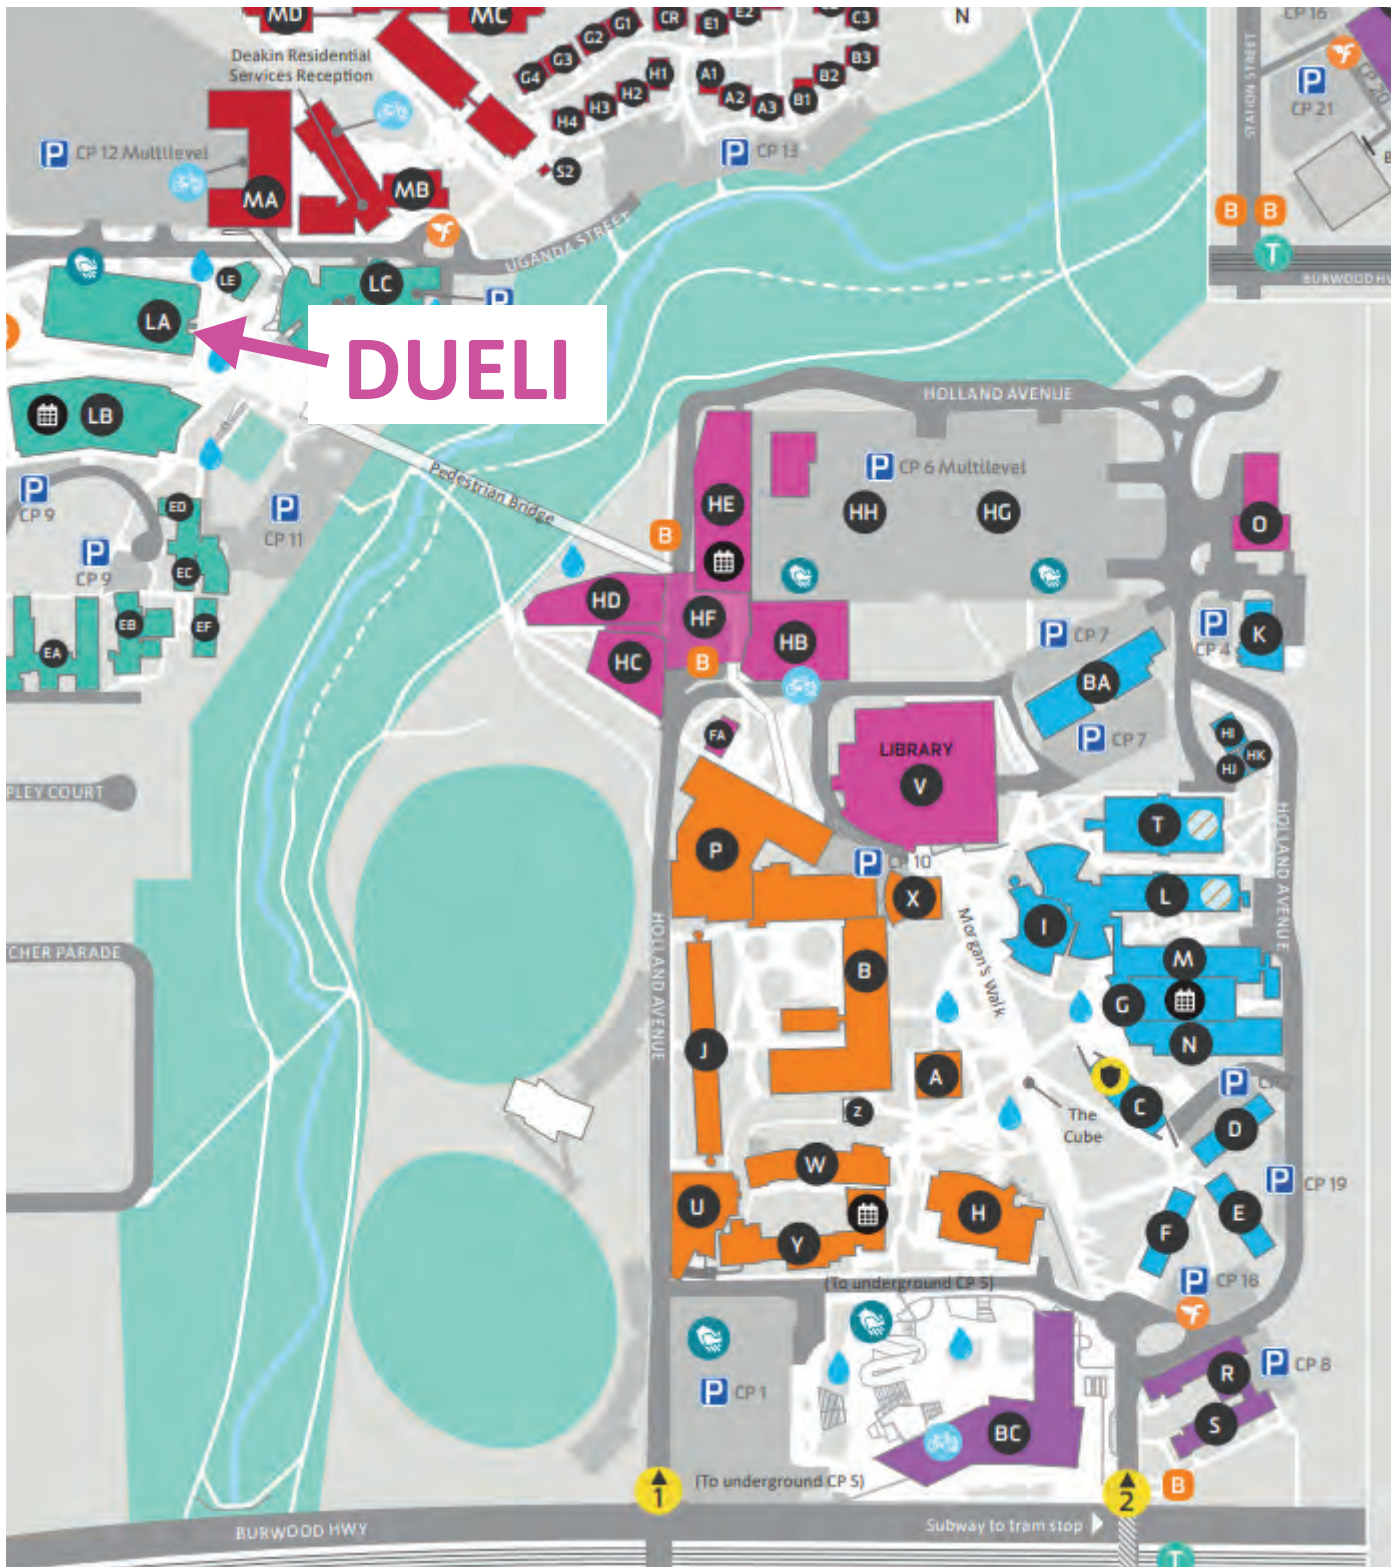 MD
MC
G1
CR
E1
E2
C3
N
CP 16
Deakin Residential
Services Reception
G2
G3
G4
H1
H2
H3
H4
A1
A2
A3
B1
B2
B3
STATION STREET
P
CP 21
CP 20
P CP 12 Multilevel
MA
MB
S2
P CP 13
B B
T
BURWOOD
UGANDA STREET
LE
LC
P
LA
DUELI
LB
HOLLAND AVENUE
Pedestrian Bridge
P CP 6 Multilevel
P
CP 9
P
CP 9
ED
P
CP 11
HE
HH
HG
O
B
EC
EB
EF
EA
HD
HF
HB
HC
B
P CP 7
P
CP 4
K
BA
P CP 7
FA
LIBRARY
V
HI
HK
HJ
PLEY COURT
HOLLAND AVENUE
T
P
P CP 10
X
L
I
Morgan's Walk
HOLLAND AVENUE
CHER PARADE
B
M
G
N
J
A
Z
P
C
D
The
Cube
W
P CP 19
U
Y
H
E
F
P CP 18
(To underground CP 5)
P CP 1
R
P CP 8
S
BC
(To underground CP 5)
1
2
B
BURWOOD HWY
Subway to tram stop
T